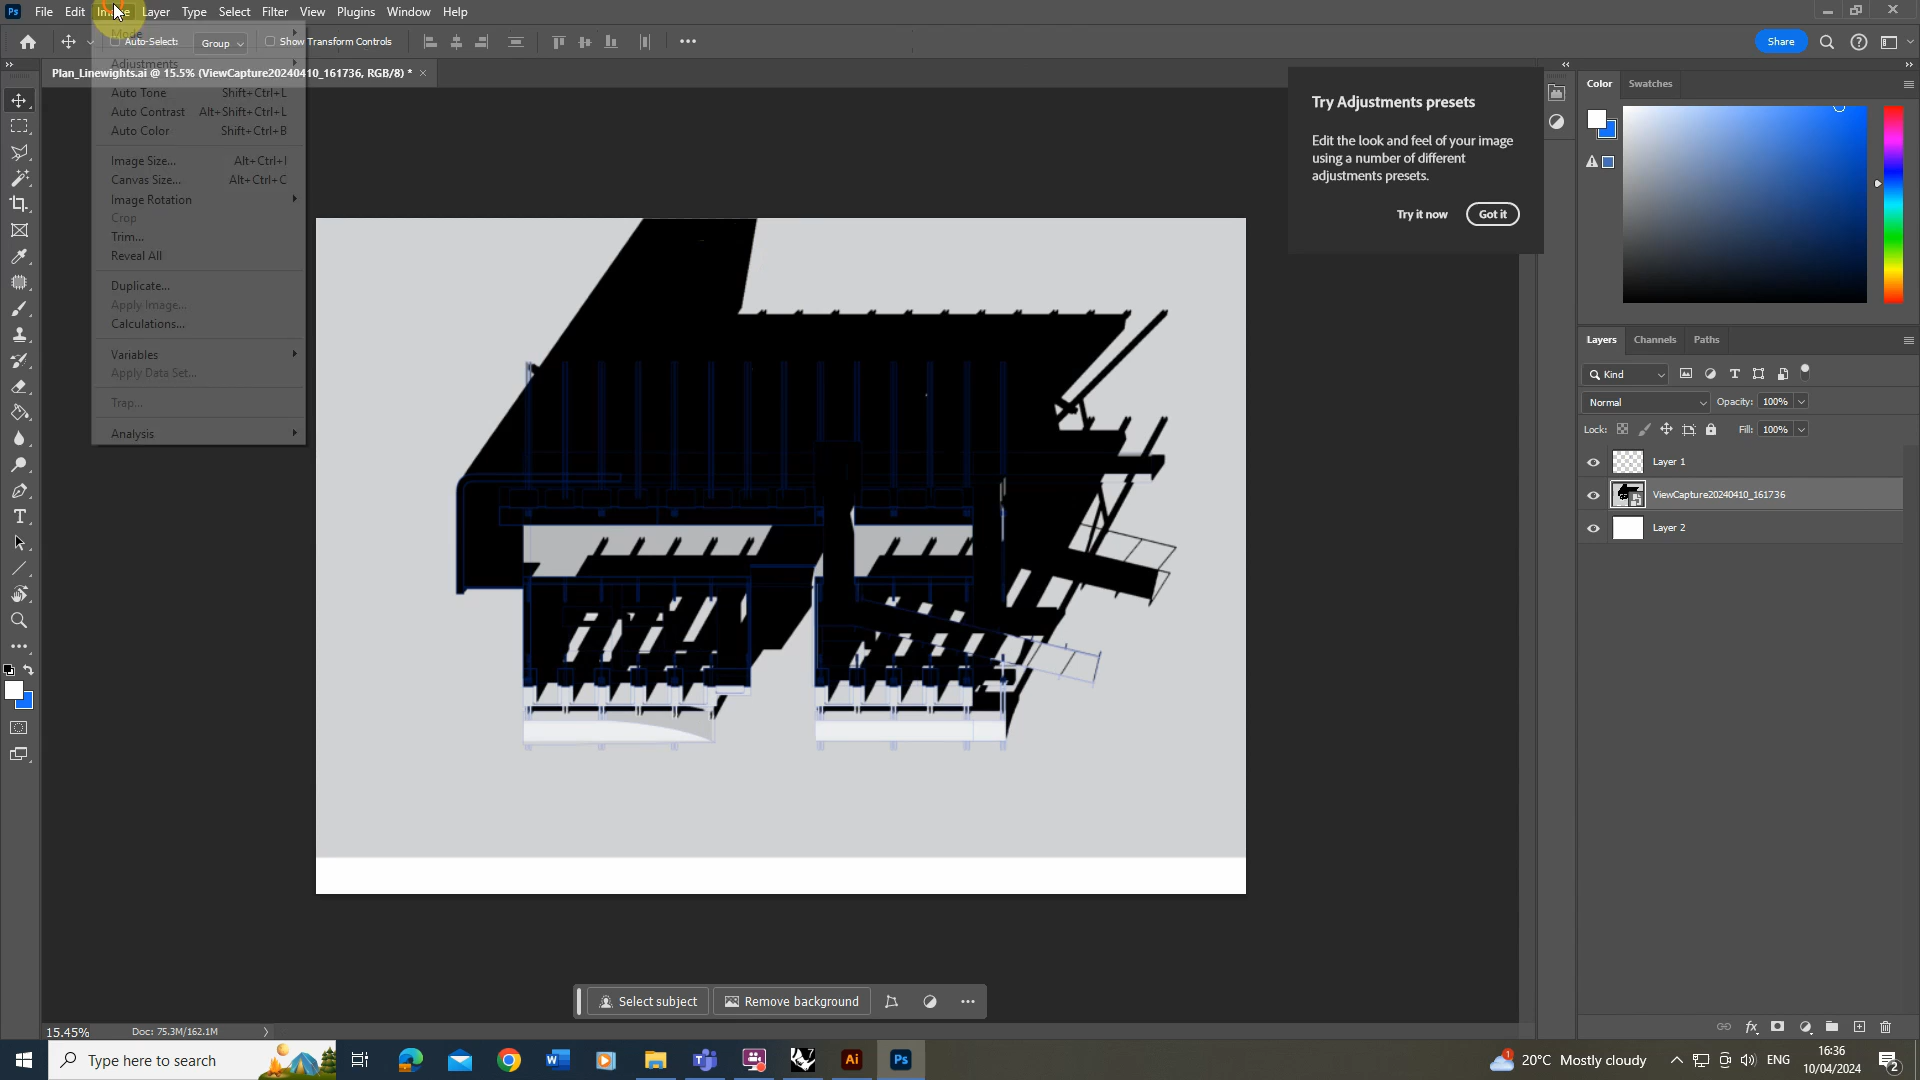 Ps File Edit Image Layer Type Select Filter View Plugins Window Help
Auto-Select: Group Show Transform Controls Share
Plan_Linewights.ai @ 15.5% (ViewCapture20240410_161736, RGB/8) *
Mode
Adjustments
Auto Tone Shift+Ctrl+L
Auto Contrast Alt+Shift+Ctrl+L
Auto Color Shift+Ctrl+B
Image Size... Alt+Ctrl+I
Canvas Size... Alt+Ctrl+C
Image Rotation
Crop
Trim...
Reveal All
Duplicate...
Apply Image...
Calculations...
Variables
Apply Data Set...
Trap...
Analysis
Try Adjustments presets
Edit the look and feel of your image
using a number of different
adjustments presets.
Try it now Got it
Color Swatches
Layers Channels Paths
Kind
Normal Opacity: 100%
Lock: Fill: 100%
Layer 1
ViewCapture20240410_161736
Layer 2
Select subject Remove background
15.45% Doc: 75.3M/162.1M
Type here to search
Ai Ps
1 20°C Mostly cloudy ENG
16:36
10/04/2024
2